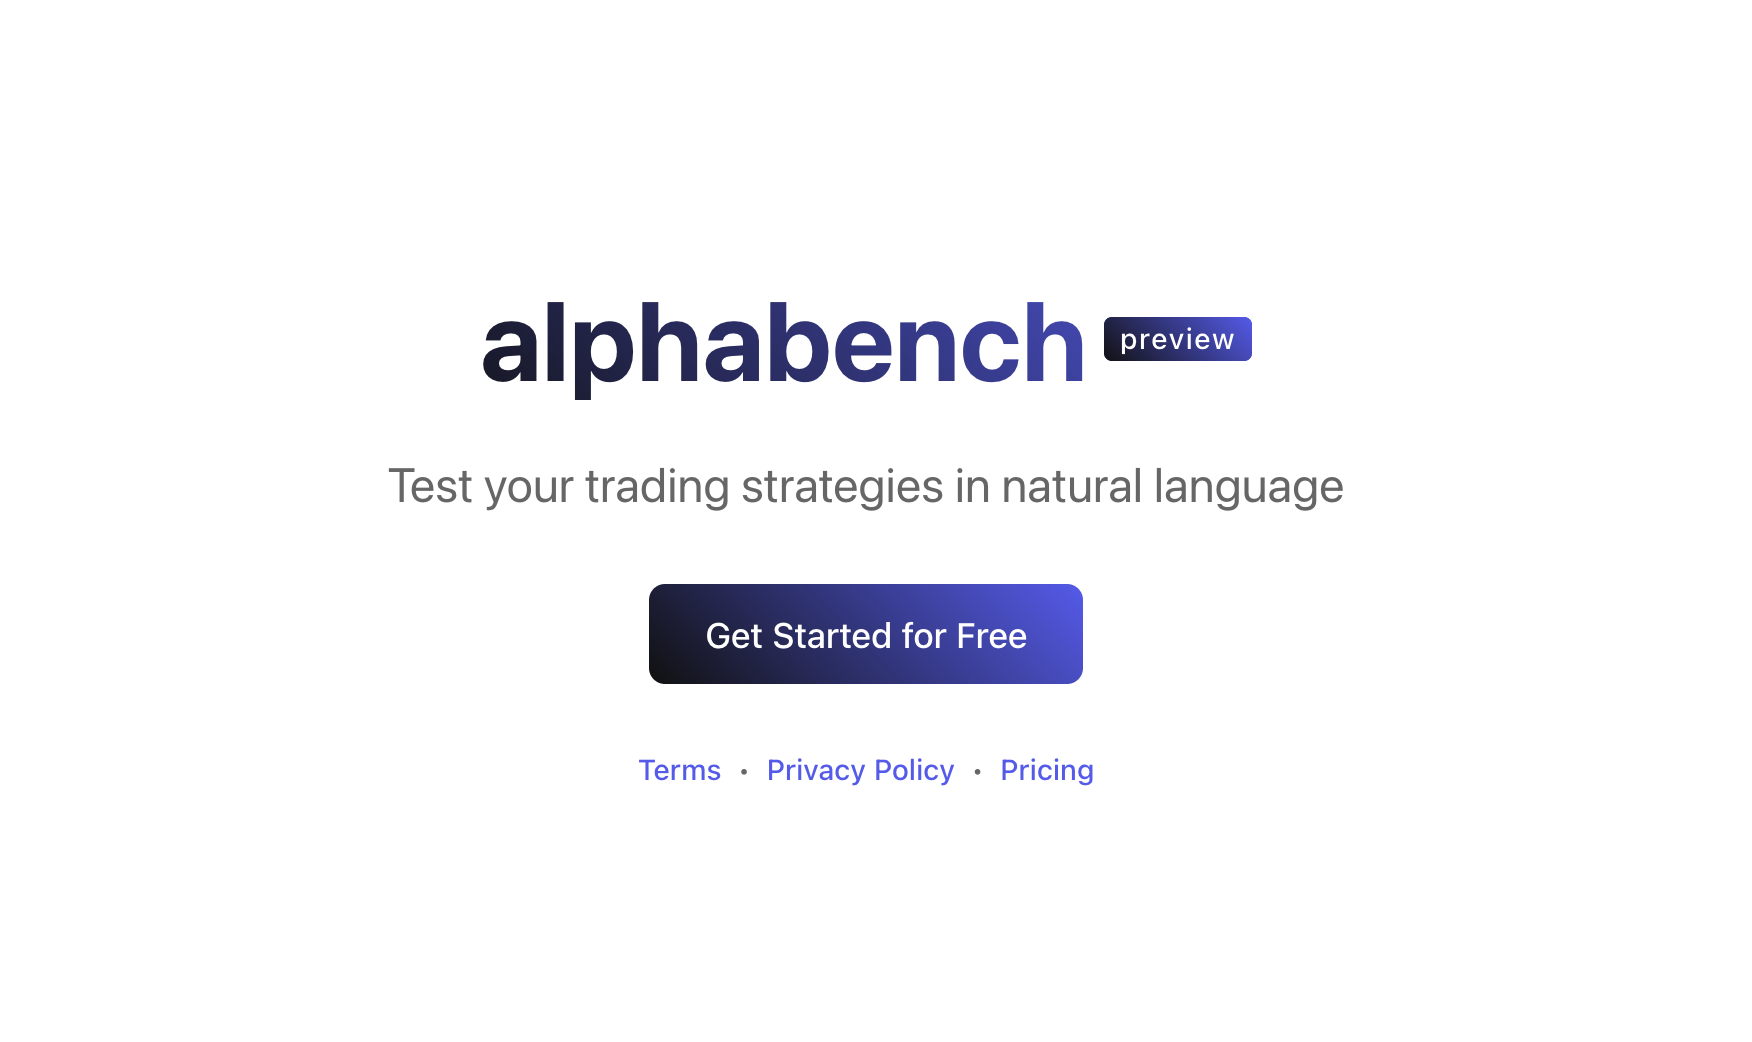 alphabench preview
Test your trading strategies in natural language
Get Started for Free
Terms • Privacy Policy • Pricing